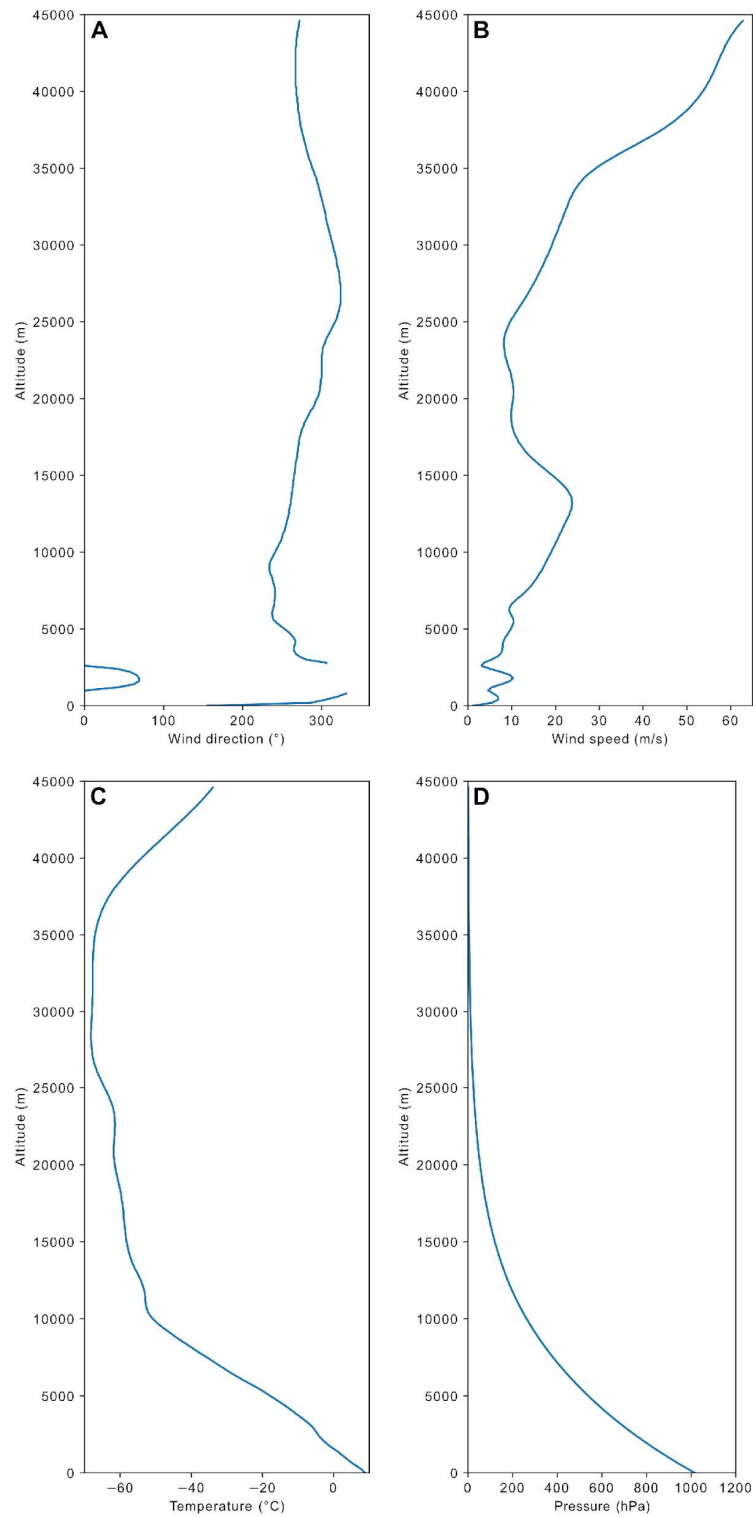 A
B
45000
40000
35000
30000
25000
20000
15000
10000
5000
0
Altitude (m)
0 100 200 300
Wind direction (°)
45000
40000
35000
30000
25000
20000
15000
10000
5000
0
Altitude (m)
0 10 20 30 40 50 60
Wind speed (m/s)
C
D
45000
40000
35000
30000
25000
20000
15000
10000
5000
0
Altitude (m)
−60 −40 −20 0
Temperature (°C)
45000
40000
35000
30000
25000
20000
15000
10000
5000
0
Altitude (m)
0 200 400 600 800 1000 1200
Pressure (hPa)